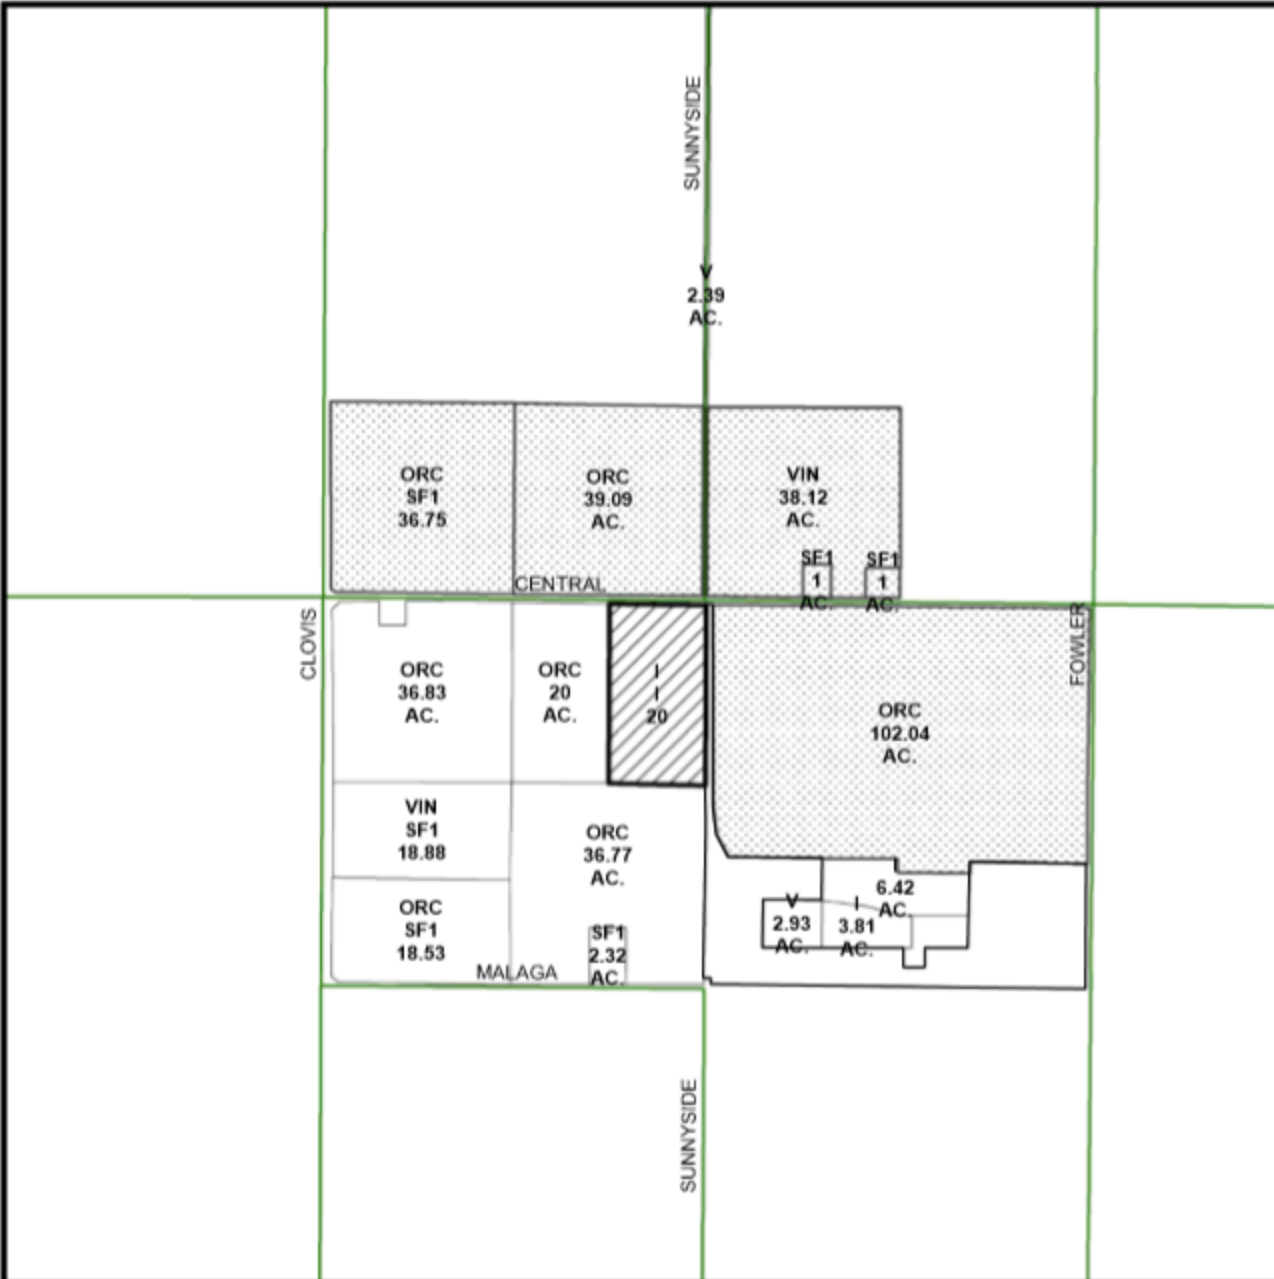 SUNNYSIDE
V
2.39
AC.
ORC
SF1
36.75
ORC
39.09
AC.
VIN
38.12
AC.
SF1
1
AC.
SF1
1
AC.
CENTRAL
CLOVIS
FOWLER
ORC
36.83
AC.
ORC
20
AC.
I
I
20
ORC
102.04
AC.
VIN
SF1
18.88
ORC
36.77
AC.
ORC
SF1
18.53
SF1
2.32
AC.
V
2.93
AC.
I
3.81
AC.
6.42
AC.
MALAGA
SUNNYSIDE